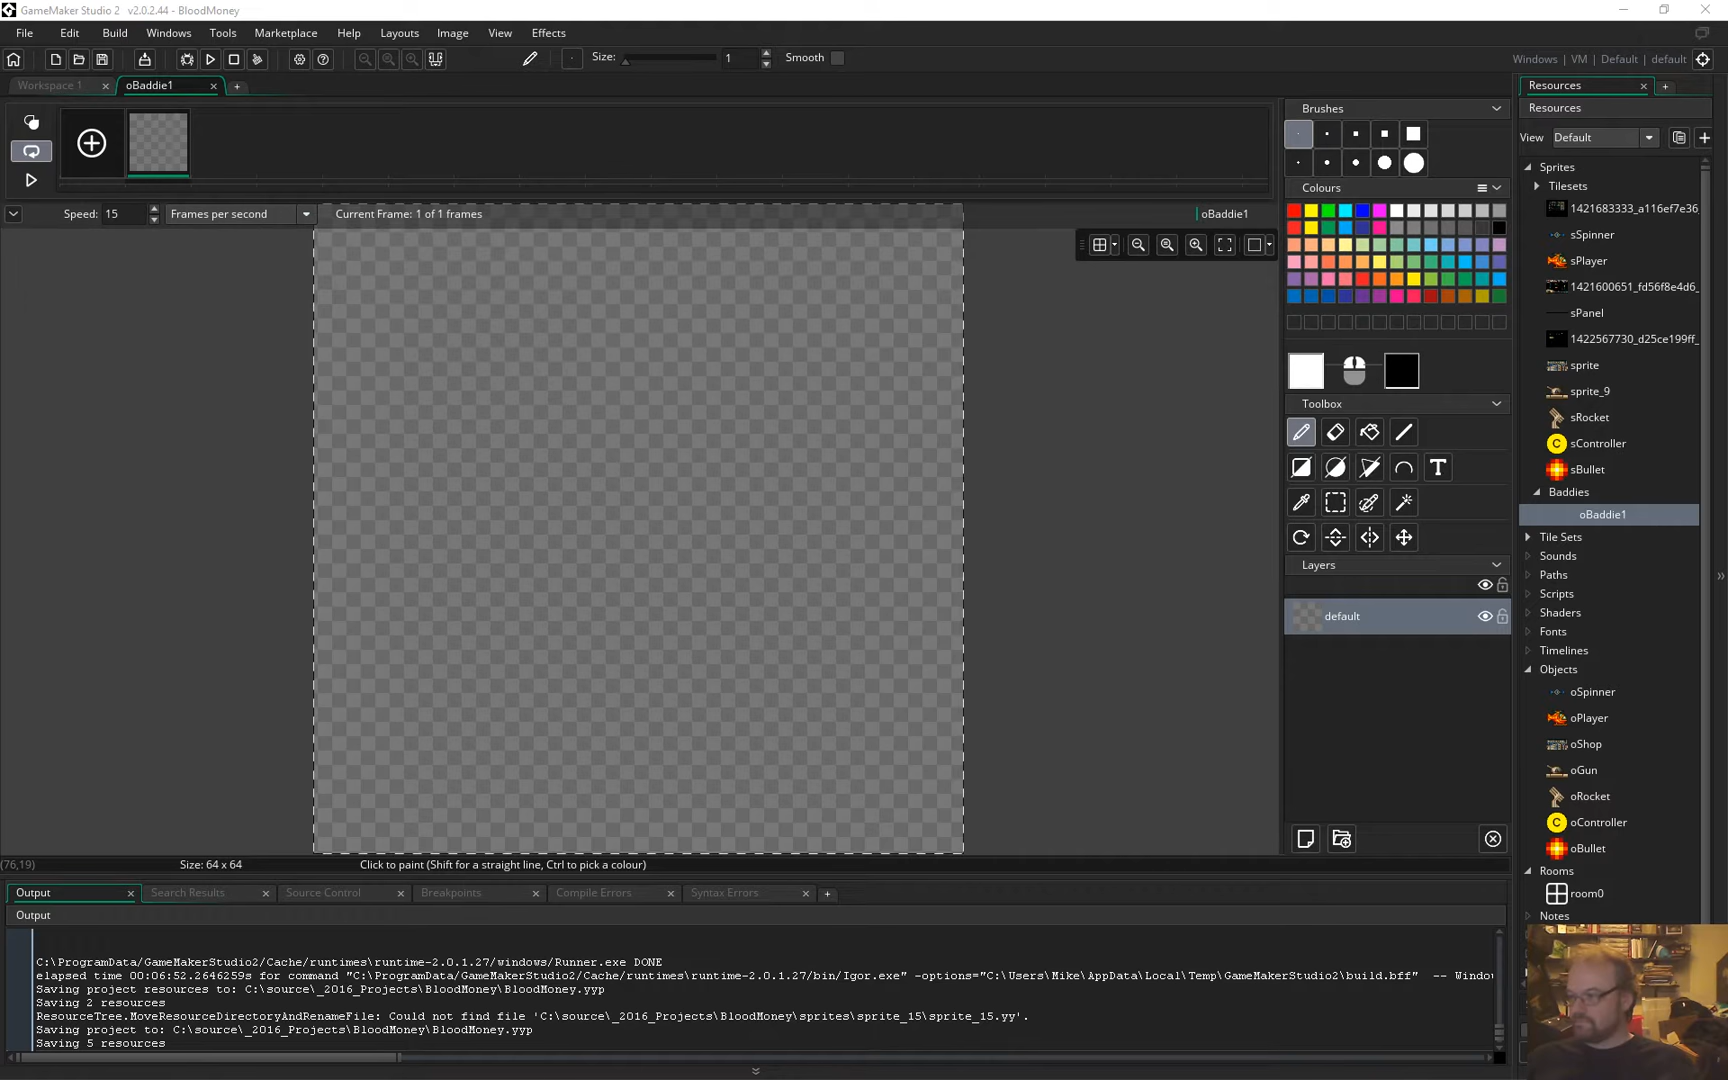 GameMaker Studio 2   v2.0.2.44 - BloodMoney
File Edit Build Windows Tools Marketplace Help Layouts Image View Effects
Size: 1 Smooth
Windows | VM | Default | default
Workspace 1 × oBaddie1 × +
Speed: 15 Frames per second Current Frame: 1 of 1 frames oBaddie1
Brushes
Colours
Toolbox
T
Layers
default
Resources × +
Resources
View Default
Sprites
Tilesets
1421683333_a116ef7e36
sSpinner
sPlayer
1421600651_fd56f8e4d6_
sPanel
1422567730_d25ce199ff_
sprite
sprite_9
sRocket
C sController
sBullet
Baddies
oBaddie1
Tile Sets
Sounds
Paths
Scripts
Shaders
Fonts
Timelines
Objects
oSpinner
oPlayer
oShop
oGun
oRocket
C oController
oBullet
Rooms
room0
Notes
(76,19) Size: 64 x 64 Click to paint (Shift for a straight line, Ctrl to pick a colour)
Output × Search Results × Source Control × Breakpoints × Compile Errors × Syntax Errors × +
Output
C:\ProgramData/GameMakerStudio2/Cache/runtimes\runtime-2.0.1.27/windows/Runner.exe DONE
elapsed time 00:06:52.2646259s for command "C:\ProgramData/GameMakerStudio2/Cache/runtimes\runtime-2.0.1.27/bin/Igor.exe" -options="C:\Users\Mike\AppData\Local\Temp\GameMakerStudio2\build.bff"  -- Window
Saving project resources to: C:\source\_2016_Projects\BloodMoney\BloodMoney.yyp
Saving 2 resources
ResourceTree.MoveResourceDirectoryAndRenameFile: Could not find file 'C:\source\_2016_Projects\BloodMoney\sprites\sprite_15\sprite_15.yy'.
Saving project to: C:\source\_2016_Projects\BloodMoney\BloodMoney.yyp
Saving 5 resources